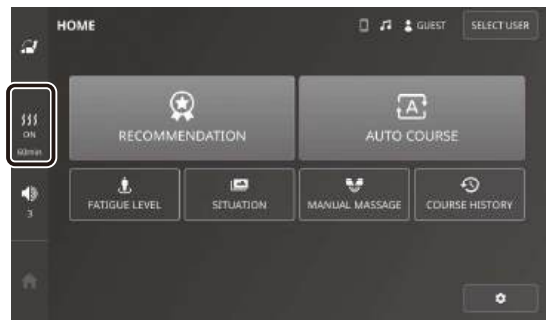 HOME
GUEST
SELECT USER
ON
60min
A
RECOMMENDATION
AUTO COURSE
3
FATIGUE LEVEL
SITUATION
MANUAL MASSAGE
COURSE HISTORY